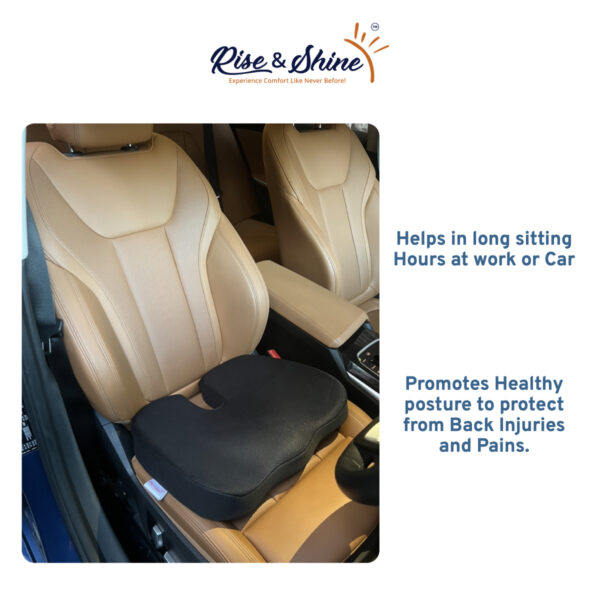 Rise & Shine
TM
Experience Comfort Like Never Before!
Helps in long sitting
Hours at work or Car
Promotes Healthy
posture to protect
from Back Injuries
and Pains.